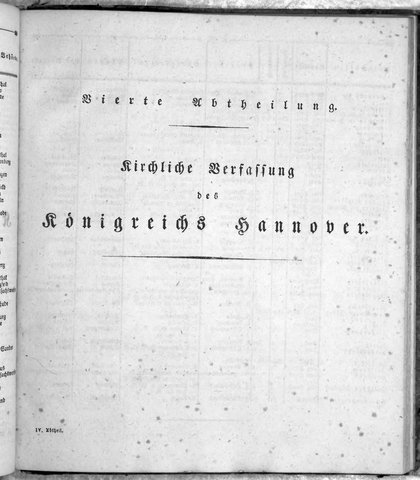 Vierte Abtheilung.
Kirchliche Verfassung
des
Königreichs Hannover.
IV. Abtheil.